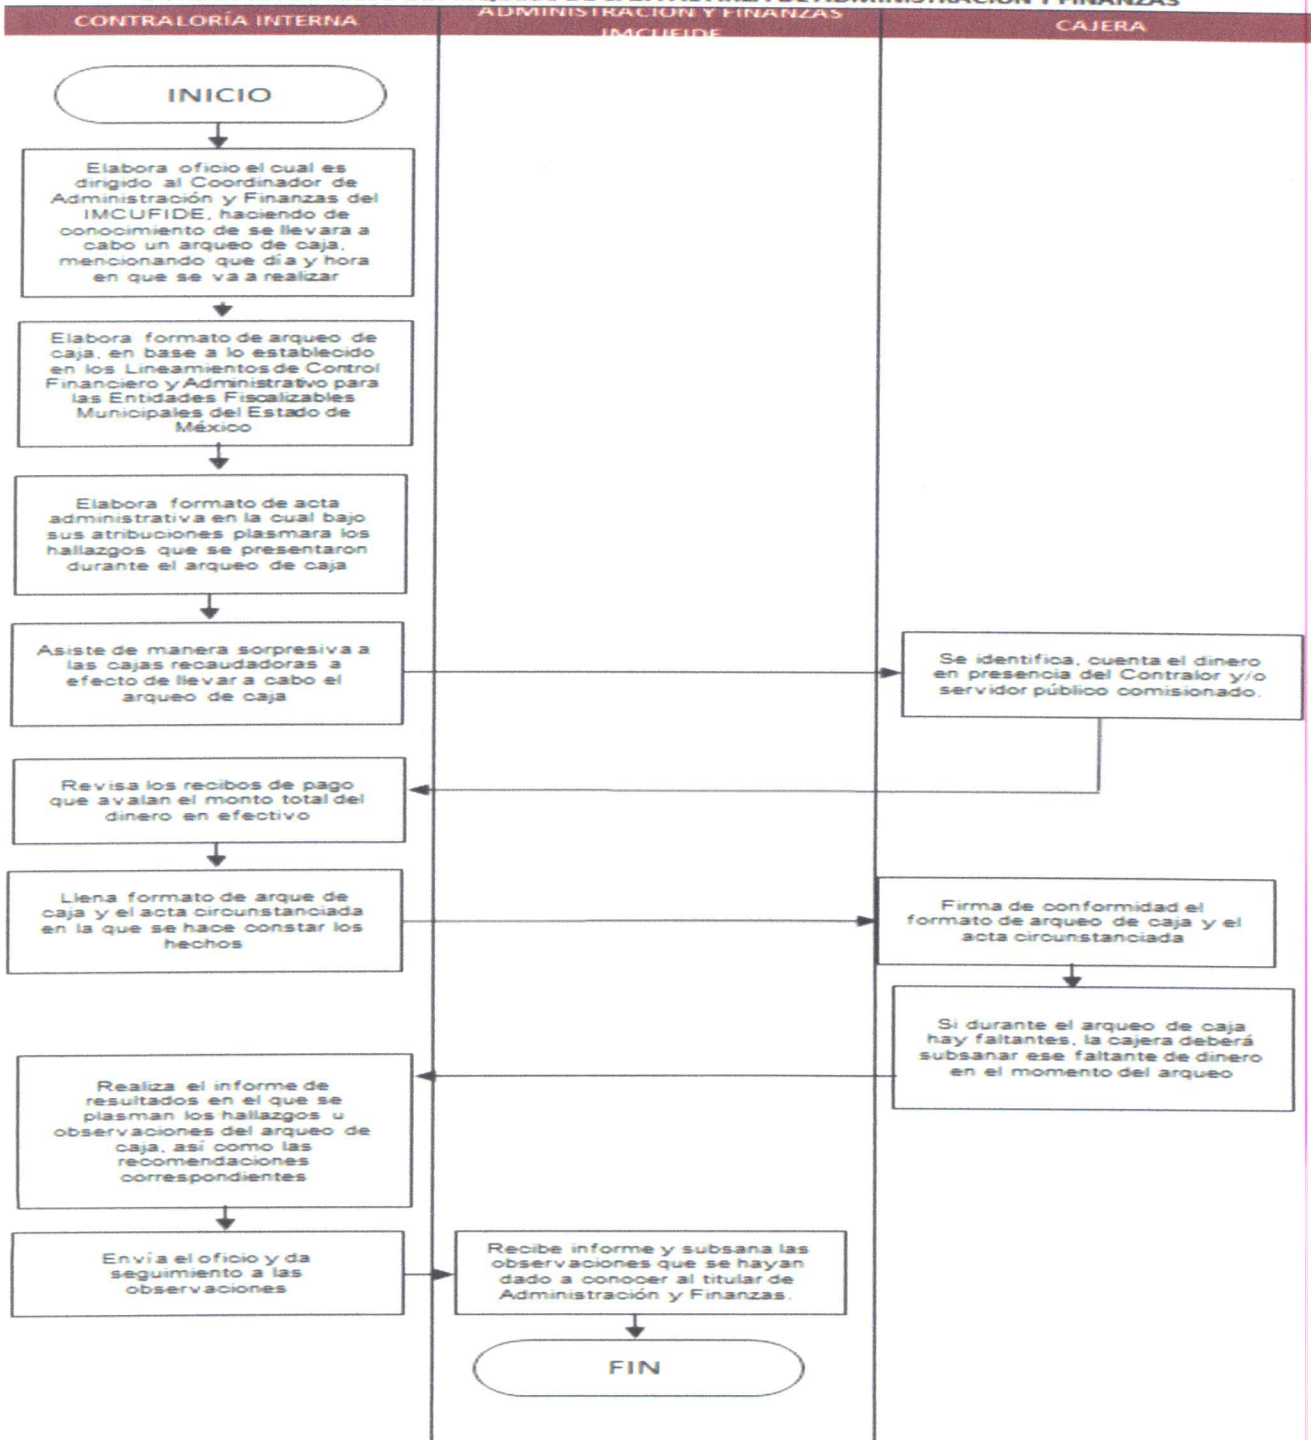 ADMINISTRACIÓN Y FINANZAS
CONTRALORÍA INTERNA
ADMINISTRACIÓN Y FINANZAS
IMCUFIDE
CAJERA
INICIO
Elabora oficio el cual es
dirigido al Coordinador de
Administración y Finanzas del
IMCUFIDE, haciendo de
conocimiento de se llevara a
cabo un arqueo de caja,
mencionando que día y hora
en que se va a realizar
Elabora formato de arqueo de
caja, en base a lo establecido
en los Lineamientos de Control
Financiero y Administrativo para
las Entidades Fiscalizables
Municipales del Estado de
México
Elabora formato de acta
administrativa en la cual bajo
sus atribuciones plasmara los
hallazgos que se presentaron
durante el arqueo de caja
Asiste de manera sorpresiva a
las cajas recaudadoras a
efecto de llevar a cabo el
arqueo de caja
Se identifica, cuenta el dinero
en presencia del Contralor y/o
servidor público comisionado.
Revisa los recibos de pago
que avalan el monto total del
dinero en efectivo
Llena formato de arque de
caja y el acta circunstanciada
en la que se hace constar los
hechos
Firma de conformidad el
formato de arqueo de caja y el
acta circunstanciada
Si durante el arqueo de caja
hay faltantes, la cajera deberá
subsanar ese faltante de dinero
en el momento del arqueo
Realiza el informe de
resultados en el que se
plasman los hallazgos u
observaciones del arqueo de
caja, así como las
recomendaciones
correspondientes
Envía el oficio y da
seguimiento a las
observaciones
Recibe informe y subsana las
observaciones que se hayan
dado a conocer al titular de
Administración y Finanzas.
FIN